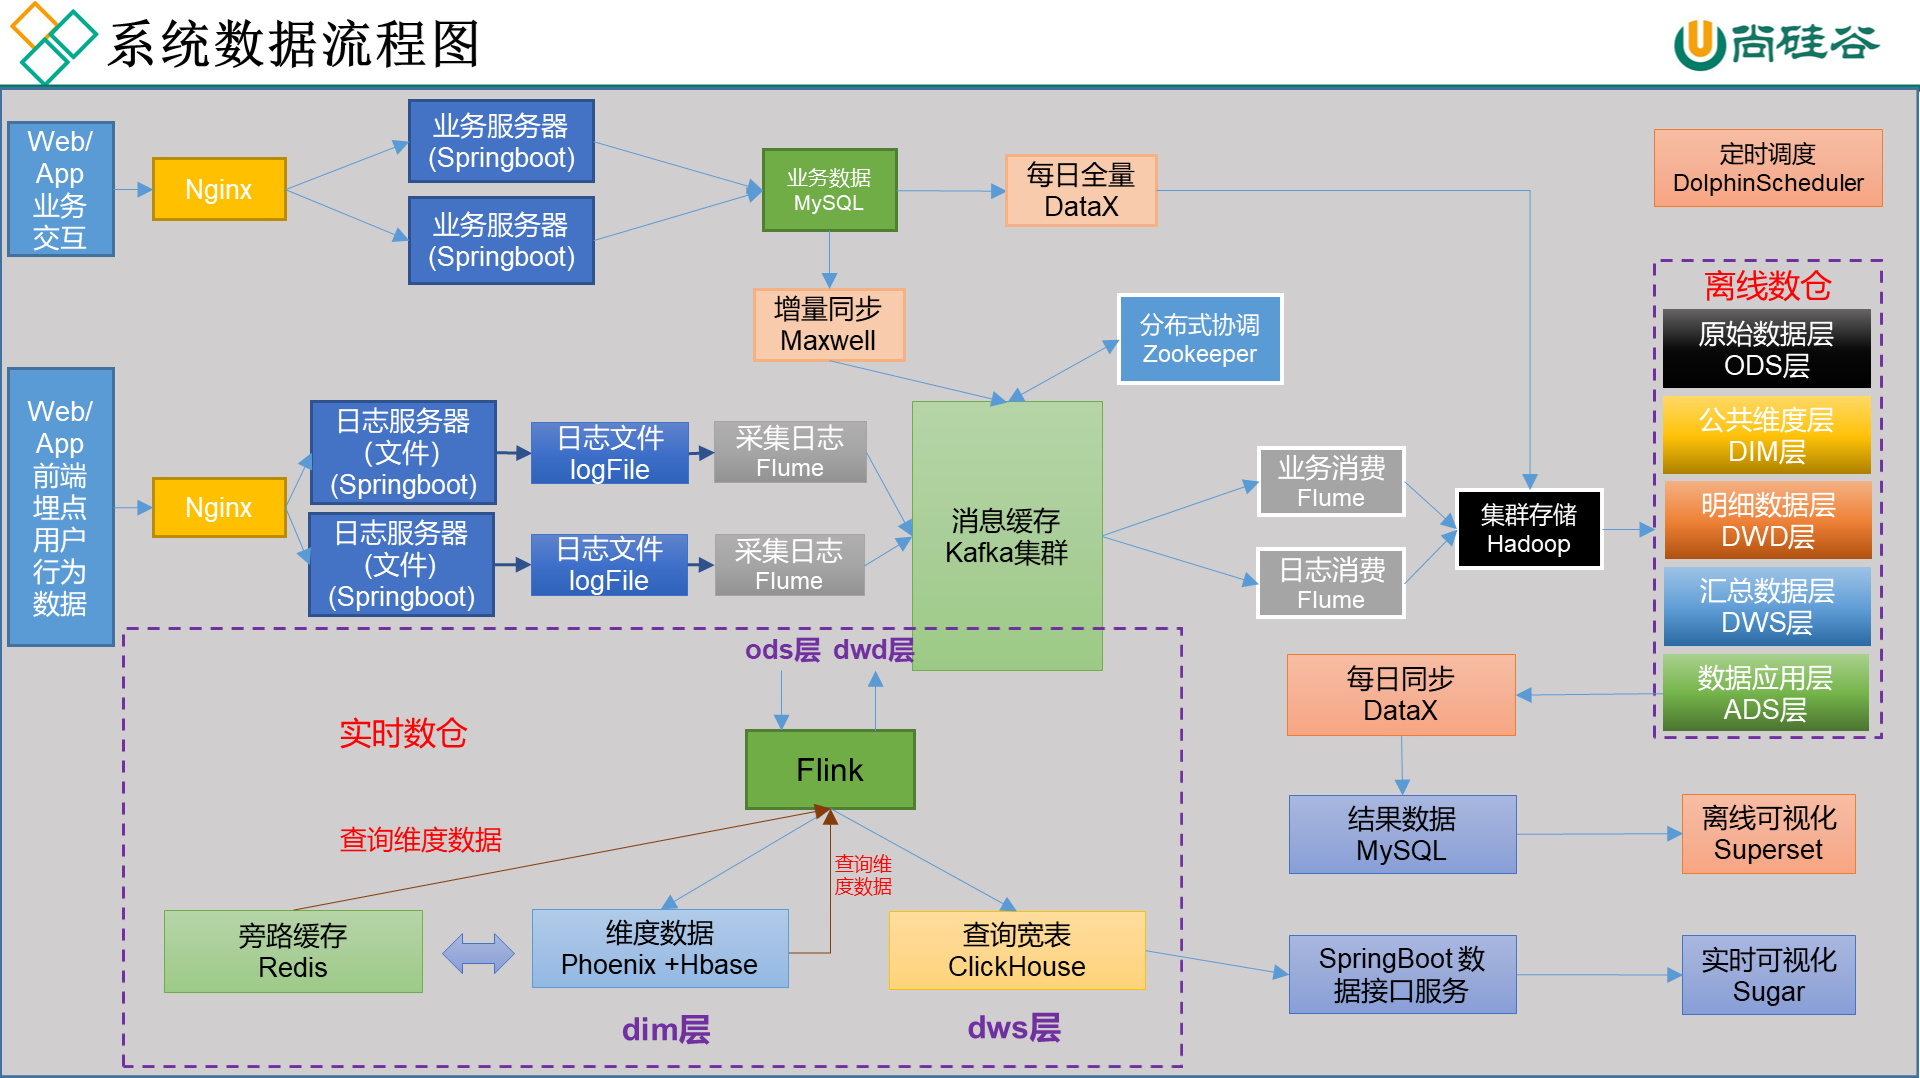 系统数据流程图
尚硅谷
Web/
App
业务
交互
Nginx
业务服务器
(Springboot)
业务服务器
(Springboot)
业务数据
MySQL
每日全量
DataX
定时调度
DolphinScheduler
增量同步
Maxwell
分布式协调
Zookeeper
离线数仓
原始数据层
ODS层
公共维度层
DIM层
明细数据层
DWD层
汇总数据层
DWS层
数据应用层
ADS层
Web/
App
前端
埋点
用户
行为
数据
Nginx
日志服务器
（文件）
(Springboot)
日志服务器
(文件)
(Springboot)
日志文件
logFile
日志文件
logFile
采集日志
Flume
采集日志
Flume
消息缓存
Kafka集群
业务消费
Flume
日志消费
Flume
集群存储
Hadoop
ods层 dwd层
实时数仓
Flink
查询维度数据
查询维
度数据
旁路缓存
Redis
维度数据
Phoenix +Hbase
查询宽表
ClickHouse
dim层
dws层
每日同步
DataX
结果数据
MySQL
离线可视化
Superset
SpringBoot 数
据接口服务
实时可视化
Sugar